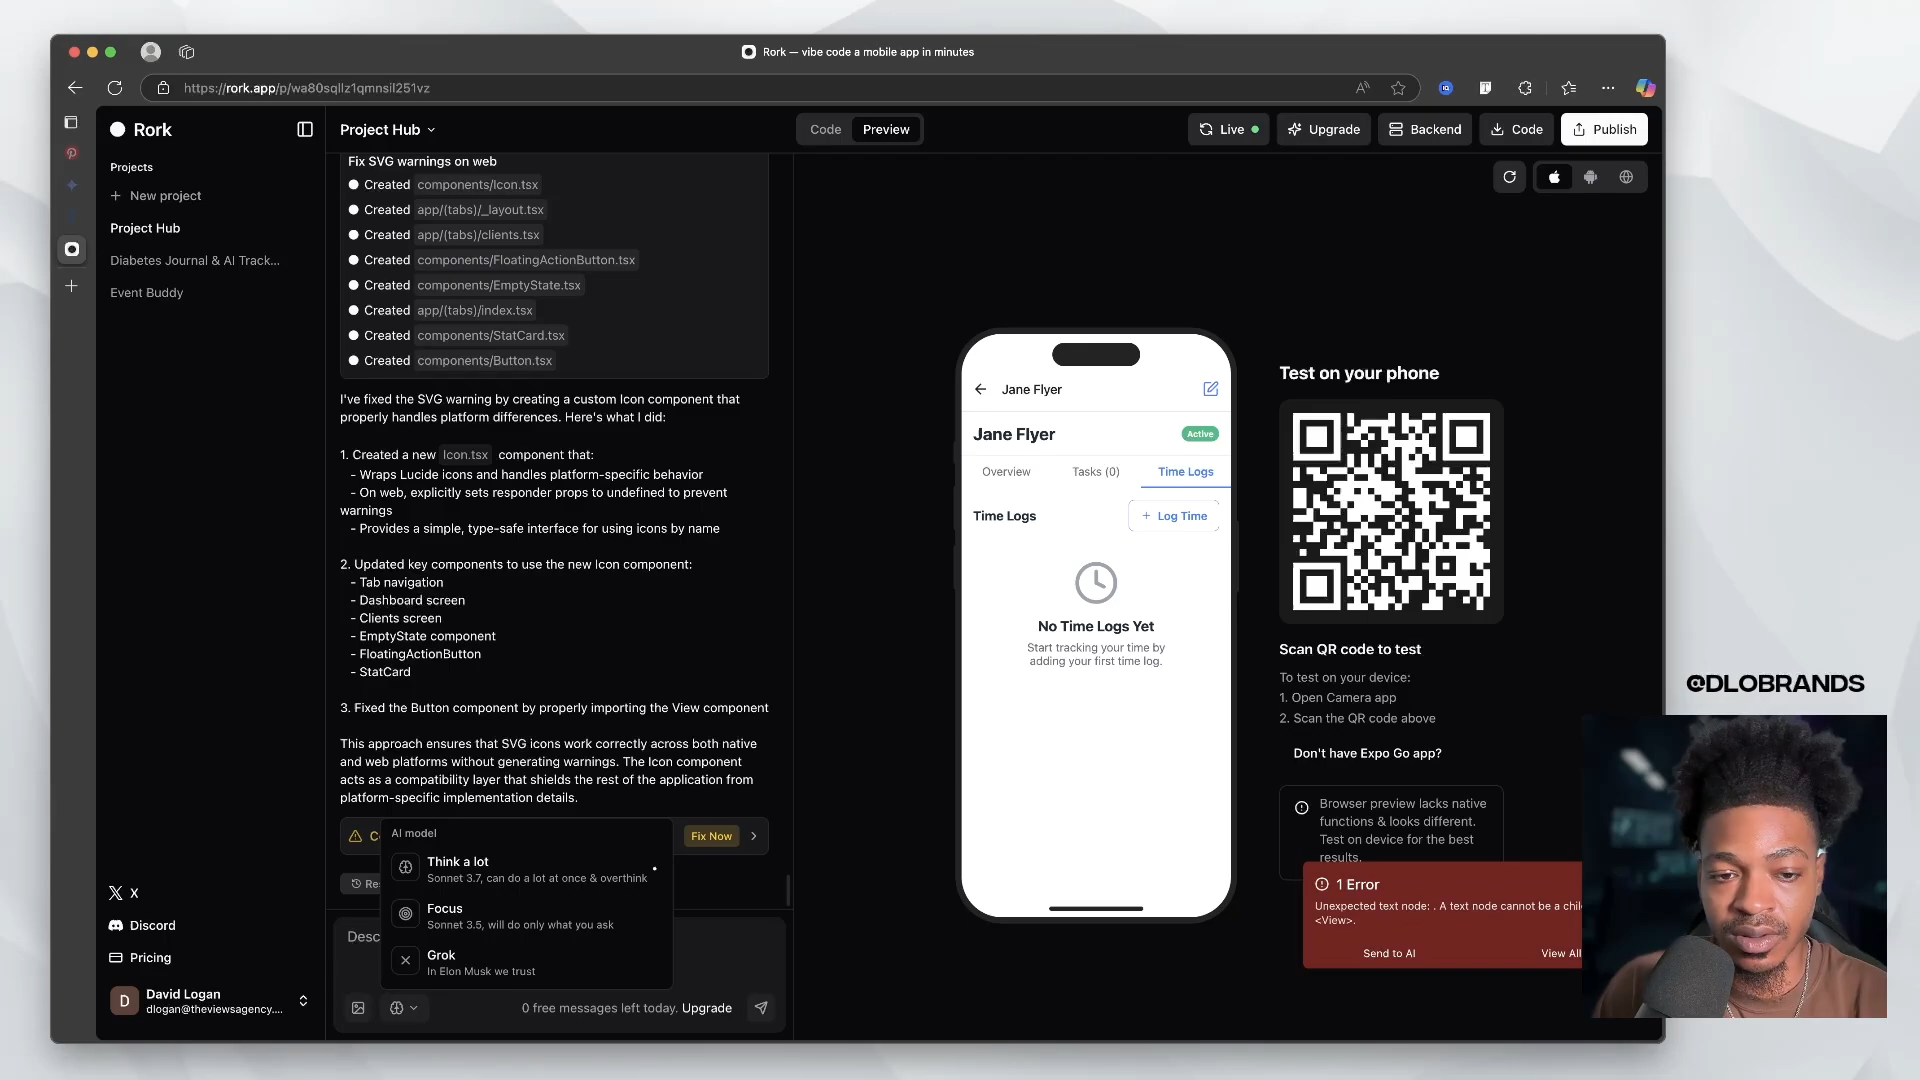 Rork — vibe code a mobile app in minutes
https://rork.app/p/wa80sqllz1qmnsil251vz
Rork
Projects
New project
Project Hub
Diabetes Journal & AI Track...
Event Buddy
X
Discord
Pricing
D
David Logan
dlogan@theviewsagency....
Project Hub
Code
Preview
Live
Upgrade
Backend
Code
Publish
Fix SVG warnings on web
Created components/Icon.tsx
Created app/(tabs)/_layout.tsx
Created app/(tabs)/clients.tsx
Created components/FloatingActionButton.tsx
Created components/EmptyState.tsx
Created app/(tabs)/index.tsx
Created components/StatCard.tsx
Created components/Button.tsx
I've fixed the SVG warning by creating a custom Icon component that
properly handles platform differences. Here's what I did:
1. Created a new Icon.tsx component that:
- Wraps Lucide icons and handles platform-specific behavior
- On web, explicitly sets responder props to undefined to prevent
warnings
- Provides a simple, type-safe interface for using icons by name
2. Updated key components to use the new Icon component:
- Tab navigation
- Dashboard screen
- Clients screen
- EmptyState component
- FloatingActionButton
- StatCard
3. Fixed the Button component by properly importing the View component
This approach ensures that SVG icons work correctly across both native
and web platforms without generating warnings. The Icon component
acts as a compatibility layer that shields the rest of the application from
platform-specific implementation details.
Fix Now
AI model
Think a lot
Sonnet 3.7, can do a lot at once & overthink
Focus
Sonnet 3.5, will do only what you ask
Grok
In Elon Musk we trust
0 free messages left today. Upgrade
Jane Flyer
Jane Flyer
Active
Overview
Tasks (0)
Time Logs
Time Logs
+ Log Time
No Time Logs Yet
Start tracking your time by
adding your first time log.
Test on your phone
Scan QR code to test
To test on your device:
1. Open Camera app
2. Scan the QR code above
Don't have Expo Go app?
Browser preview lacks native
functions & looks different.
Test on device for the best
results.
1 Error
Unexpected text node: . A text node cannot be a chil
<View>.
Send to AI
View All
@DLOBRANDS